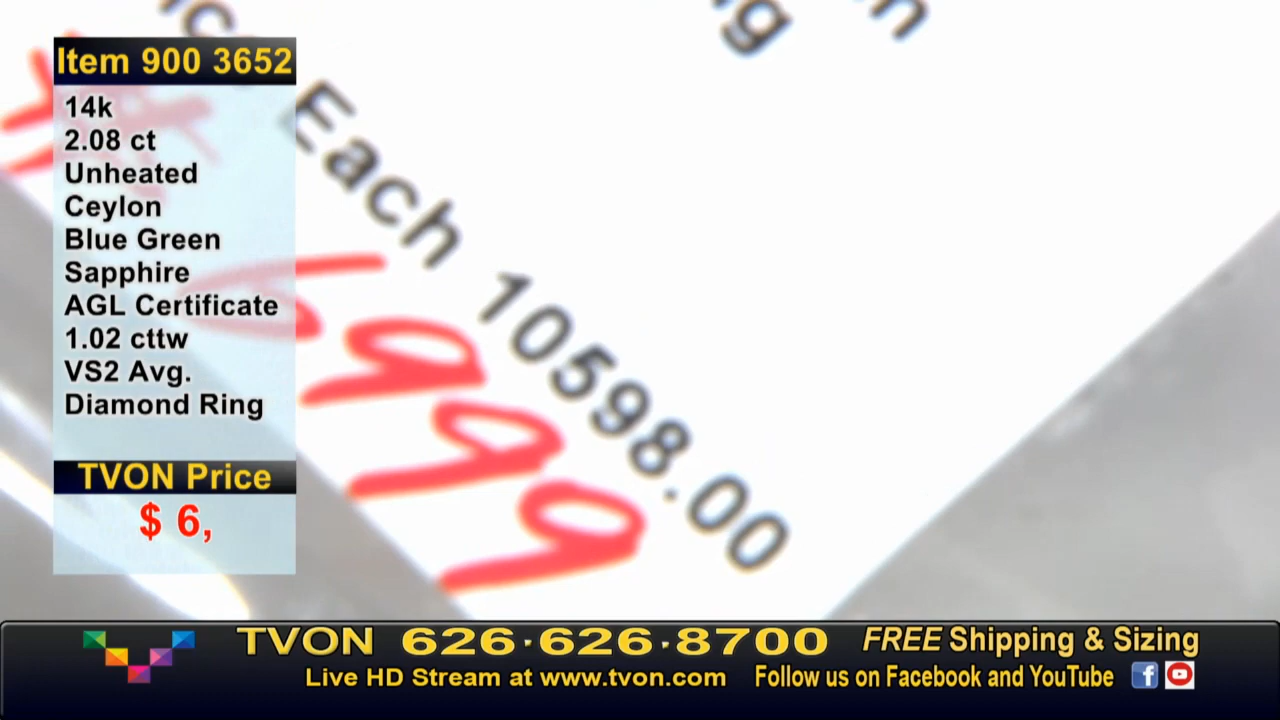 Item 900 3652
14k
2.08 ct
Unheated
Ceylon
Blue Green
Sapphire
AGL Certificate
1.02 cttw
VS2 Avg.
Diamond Ring
TVON Price
$ 6,
Each 10598.00
6999
TVON 626·626·8700 FREE Shipping & Sizing
Live HD Stream at www.tvon.com Follow us on Facebook and YouTube